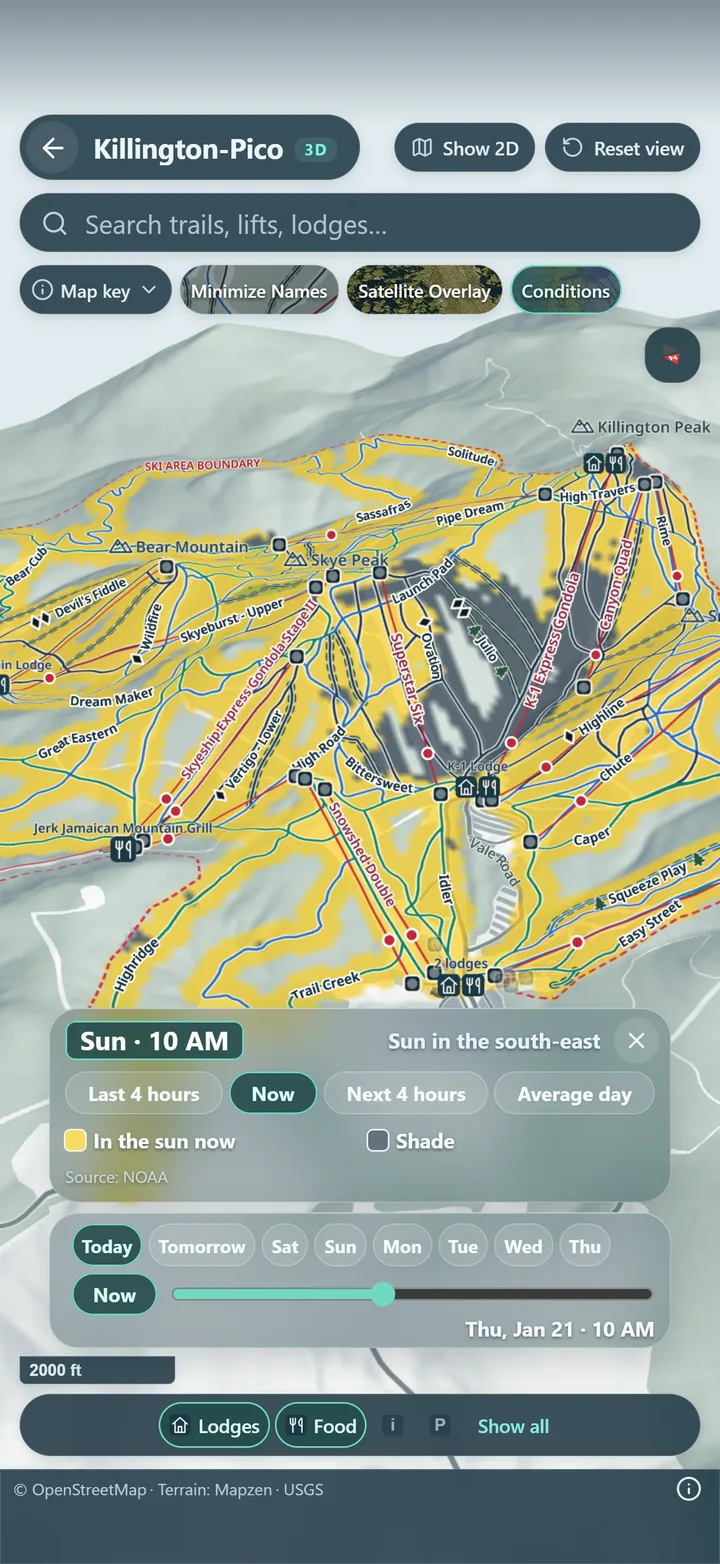 Killington-Pico 3D
Show 2D
Reset view
Search trails, lifts, lodges...
Map key
Minimize Names
Satellite Overlay
Conditions
N
Killington Peak
Solitude
SKI AREA BOUNDARY
High Travers
Sassafras
Pipe Dream
Rime
Bear Mountain
Skye Peak
Bear Cub
Devil's Fiddle
Launch Pad
Wildfire
Skyeburst - Upper
Canyon Quad
K-1 Express Gondola
Ovation
Julio
Skyeship Express Gondola Stage II
Superstar Six
in Lodge
Dream Maker
Great Eastern
Highline
Vertigo - Lower
High Road
Bittersweet
K-1 Lodge
Chute
Jerk Jamaican Mountain Grill
Snowshed Double
Caper
Vale Road
Idler
Squeeze Play
Easy Street
Highridge
Trail Creek
2 lodges
Sun · 10 AM
Sun in the south-east
Last 4 hours
Now
Next 4 hours
Average day
In the sun now
Shade
Source: NOAA
Today
Tomorrow
Sat
Sun
Mon
Tue
Wed
Thu
Now
Thu, Jan 21 · 10 AM
2000 ft
Lodges
Food
i
P
Show all
© OpenStreetMap · Terrain: Mapzen · USGS